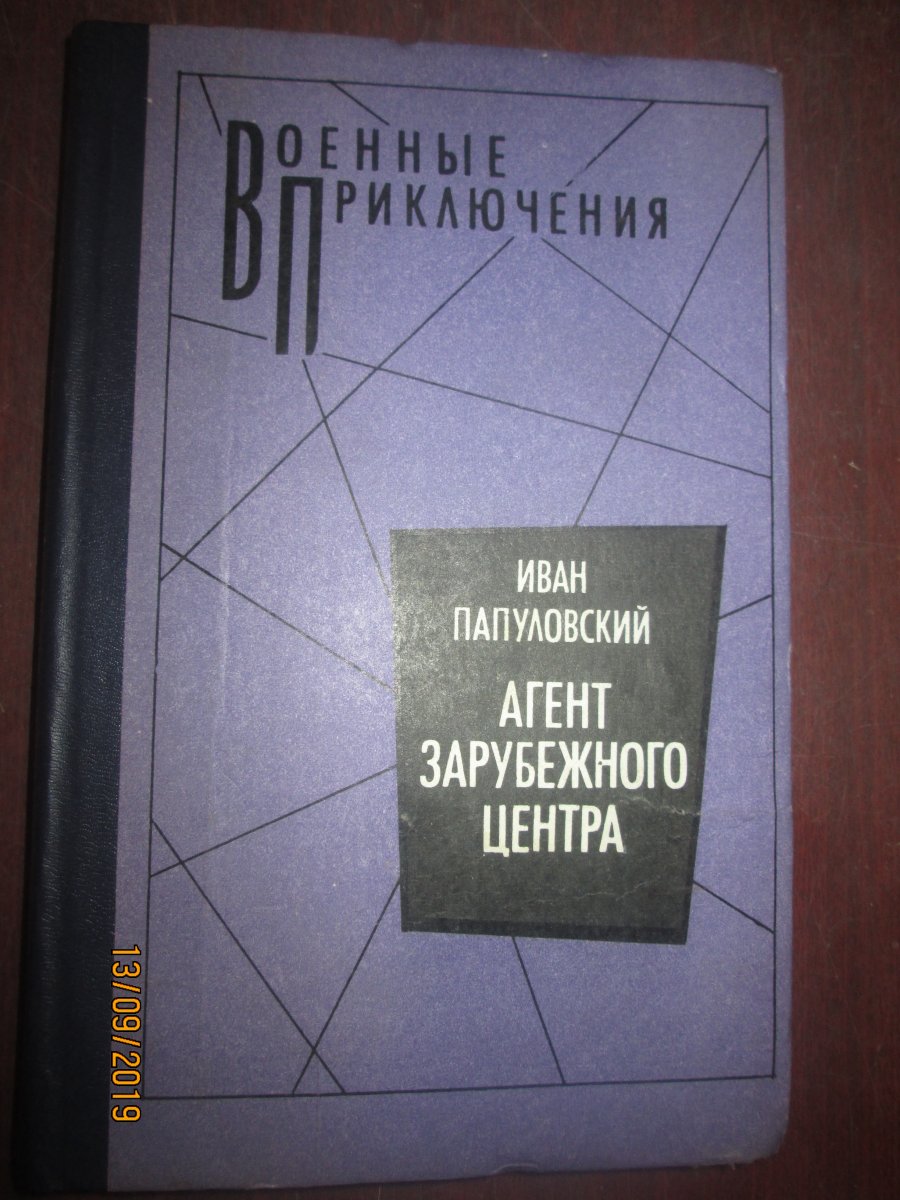 ВОЕННЫЕ
ПРИКЛЮЧЕНИЯ
ИВАН
ПАПУЛОВСКИЙ
АГЕНТ
ЗАРУБЕЖНОГО
ЦЕНТРА
13/09/2019